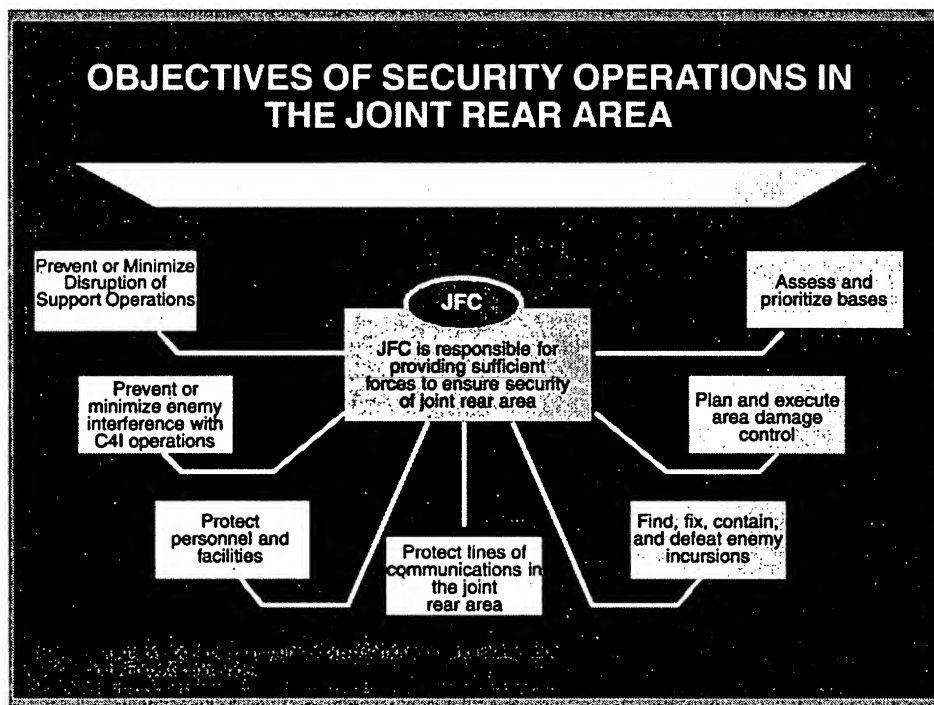 OBJECTIVES OF SECURITY OPERATIONS IN
THE JOINT REAR AREA
Prevent or Minimize
Disruption of
Support Operations
JFC
Assess and
prioritize bases
JFC is responsible for
providing sufficient
forces to ensure security
of joint rear area
Prevent or
minimize enemy
interference with
C4I operations
Plan and execute
area damage
control
Protect
personnel and
facilities
Protect lines of
communications in
the joint
rear area
Find, fix, contain,
and defeat enemy
incursions